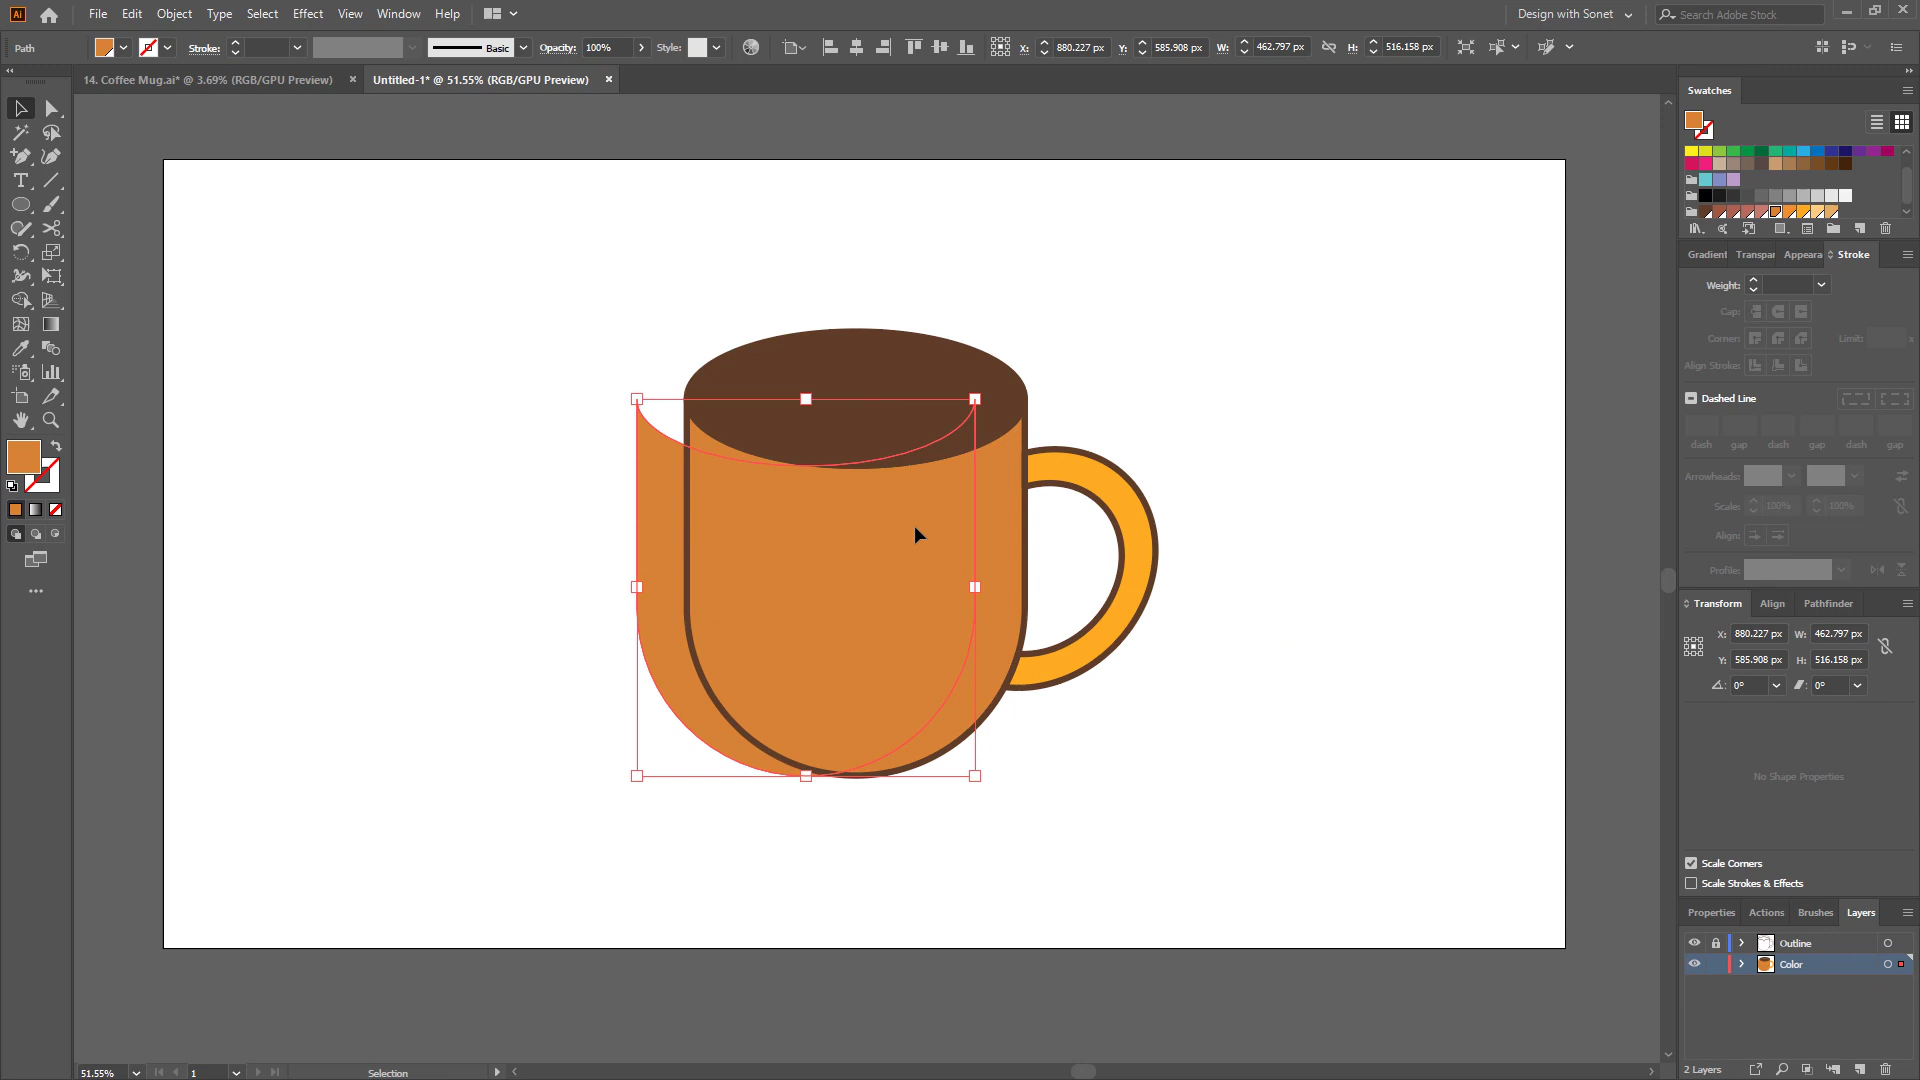 Ai File Edit Object Type Select Effect View Window Help Design with Sonet Search Adobe Stock
Path Stroke: Basic Opacity: 100% Style: X: 880.227 px Y: 585.908 px W: 462.797 px H: 516.158 px
14. Coffee Mug.ai* @ 3.69% (RGB/GPU Preview) × Untitled-1* @ 51.55% (RGB/GPU Preview) ×
Swatches
Gradient Transpar Appeara Stroke
Weight:
Cap:
Corner: Limit: x
Align Stroke:
Dashed Line
dash gap dash gap dash gap
Arrowheads:
Scale: 100% 100%
Align:
Profile:
Transform Align Pathfinder
X: 880.227 px W: 462.797 px
Y: 585.908 px H: 516.158 px
0° 0°
No Shape Properties
Scale Corners
Scale Strokes & Effects
Properties Actions Brushes Layers
Outline
Color
2 Layers
51.55% 1 Selection